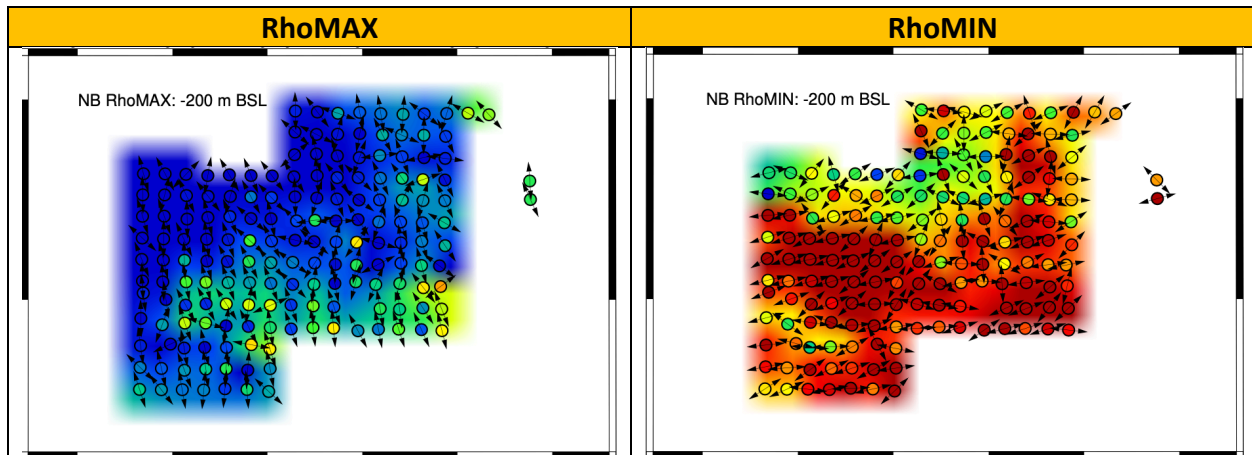 RhoMAX
RhoMIN
NB RhoMAX: -200 m BSL
NB RhoMIN: -200 m BSL